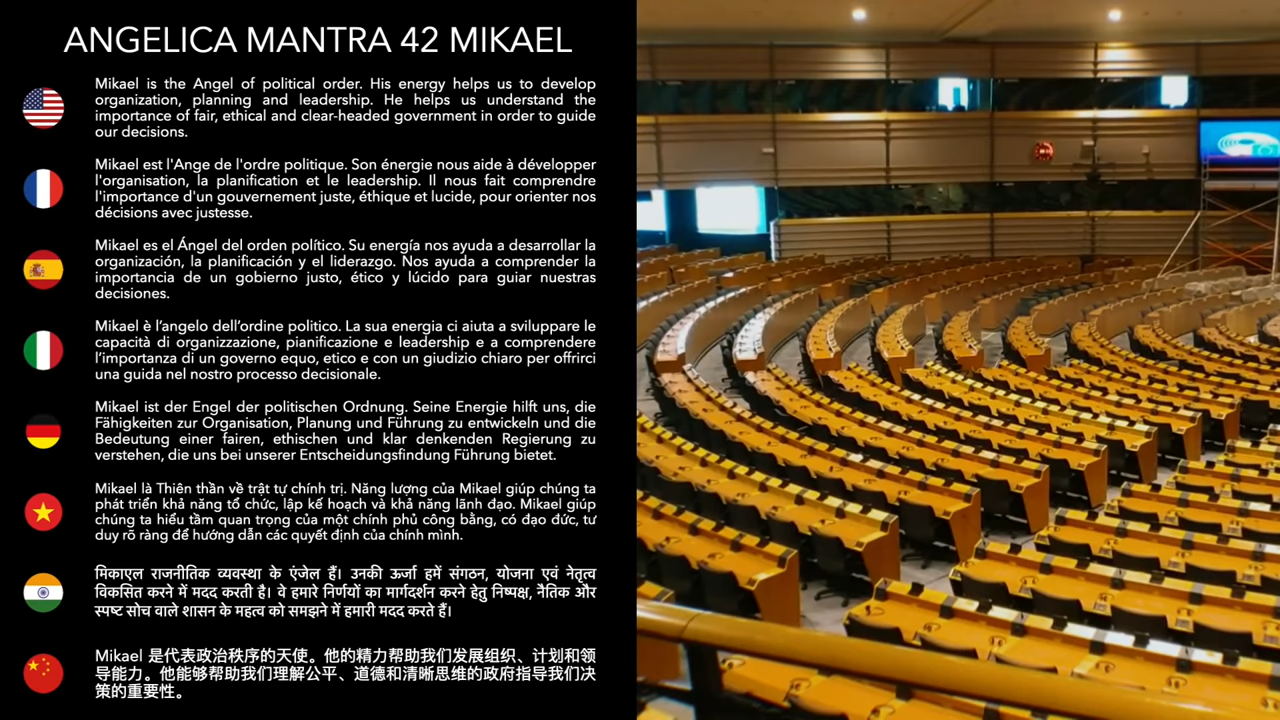 ANGELICA MANTRA 42 MIKAEL
Mikael is the Angel of political order. His energy helps us to develop
organization, planning and leadership. He helps us understand the
importance of fair, ethical and clear-headed government in order to guide
our decisions.
Mikael est l'Ange de l'ordre politique. Son énergie nous aide à développer
l'organisation, la planification et le leadership. Il nous fait comprendre
l'importance d'un gouvernement juste, éthique et lucide, pour orienter nos
décisions avec justesse.
Mikael es el Ángel del orden político. Su energía nos ayuda a desarrollar la
organización, la planificación y el liderazgo. Nos ayuda a comprender la
importancia de un gobierno justo, ético y lúcido para guiar nuestras
decisiones.
Mikael è l’angelo dell’ordine politico. La sua energia ci aiuta a sviluppare le
capacità di organizzazione, pianificazione e leadership e a comprendere
l’importanza di un governo equo, etico e con un giudizio chiaro per offrirci
una guida nel nostro processo decisionale.
Mikael ist der Engel der politischen Ordnung. Seine Energie hilft uns, die
Fähigkeiten zur Organisation, Planung und Führung zu entwickeln und die
Bedeutung einer fairen, ethischen und klar denkenden Regierung zu
verstehen, die uns bei unserer Entscheidungsfindung Führung bietet.
Mikael là Thiên thần về trật tự chính trị. Năng lượng của Mikael giúp chúng ta
phát triển khả năng tổ chức, lập kế hoạch và khả năng lãnh đạo. Mikael giúp
chúng ta hiểu tầm quan trọng của một chính phủ công bằng, có đạo đức, tư
duy rõ ràng để hướng dẫn các quyết định của chính mình.
मिकाएल राजनीतिक व्यवस्था के एंजेल हैं। उनकी ऊर्जा हमें संगठन, योजना एवं नेतृत्व
विकसित करने में मदद करती है। वे हमारे निर्णयों का मार्गदर्शन करने हेतु निष्पक्ष, नैतिक और
स्पष्ट सोच वाले शासन के महत्व को समझने में हमारी मदद करते हैं।
Mikael 是代表政治秩序的天使。他的精力帮助我们发展组织、计划和领
导能力。他能够帮助我们理解公平、道德和清晰思维的政府指导我们决
策的重要性。